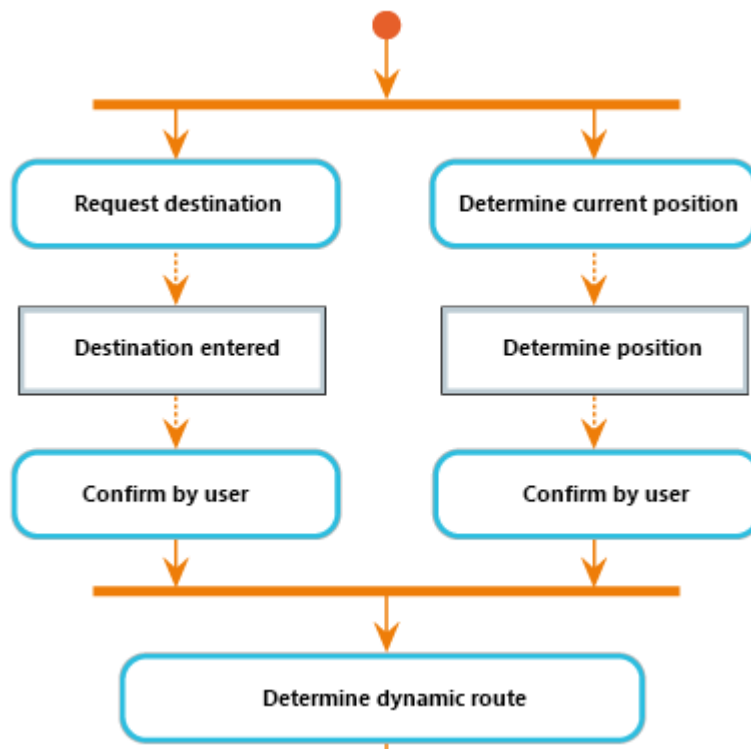 Request destination
Determine current position
Destination entered
Determine position
Confirm by user
Confirm by user
Determine dynamic route